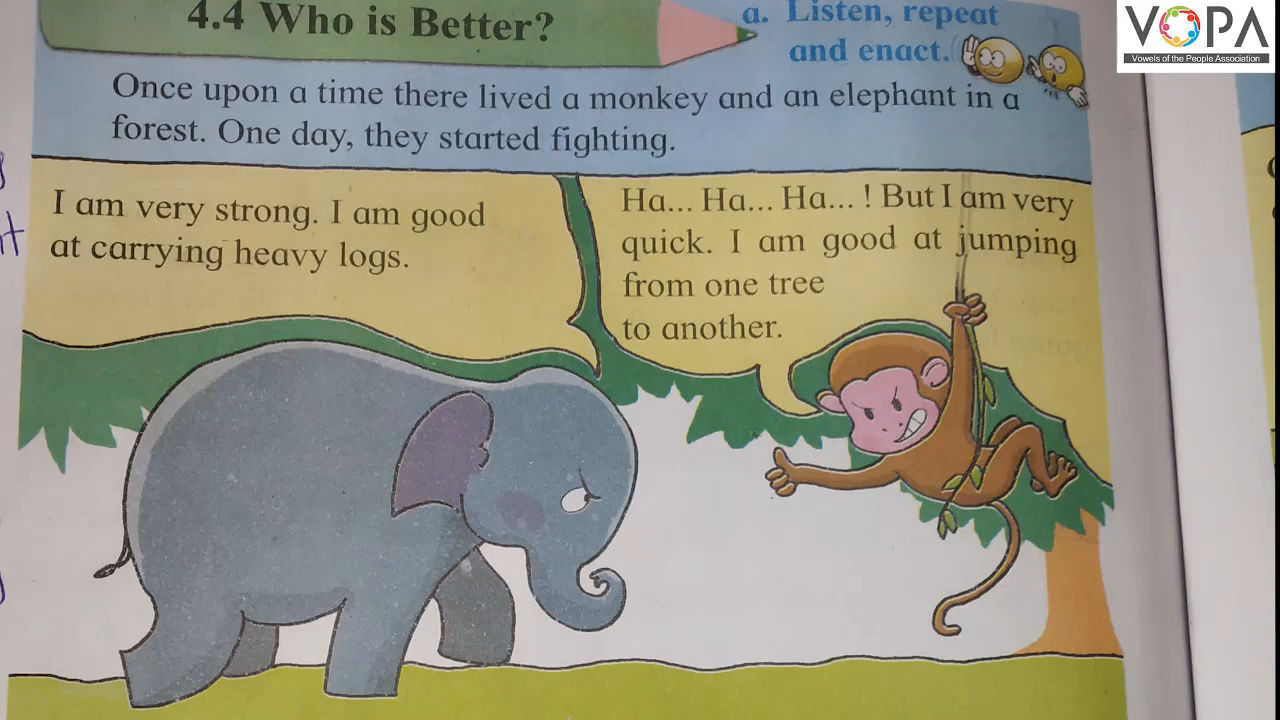 4.4 Who is Better?
a. Listen, repeat
and enact.
Once upon a time there lived a monkey and an elephant in a
forest. One day, they started fighting.
I am very strong. I am good
at carrying heavy logs.
Ha... Ha... Ha... ! But I am very
quick. I am good at jumping
from one tree
to another.
VOPA
Vowels of the People Association